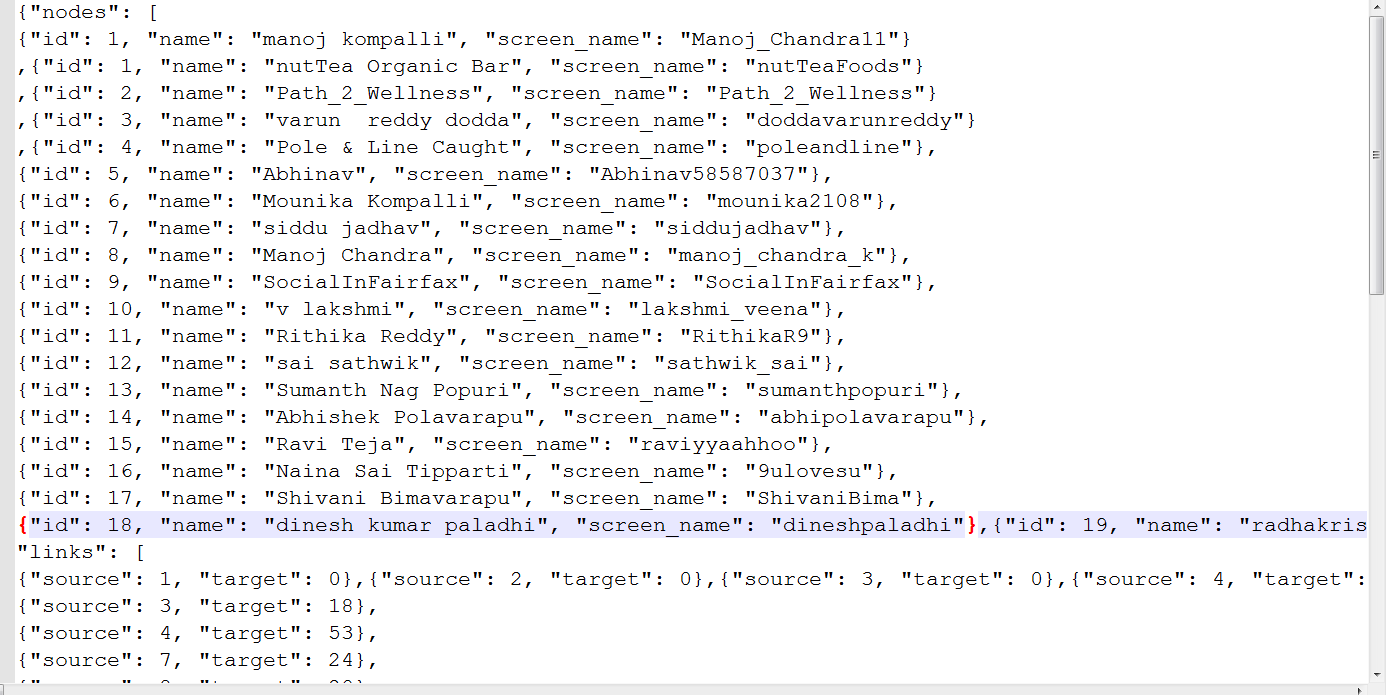 {"nodes": [
{"id": 1, "name": "manoj kompalli", "screen_name": "Manoj_Chandra11"}
,{"id": 1, "name": "nutTea Organic Bar", "screen_name": "nutTeaFoods"}
,{"id": 2, "name": "Path_2_Wellness", "screen_name": "Path_2_Wellness"}
,{"id": 3, "name": "varun  reddy dodda", "screen_name": "doddavarunreddy"}
,{"id": 4, "name": "Pole & Line Caught", "screen_name": "poleandline"},
{"id": 5, "name": "Abhinav", "screen_name": "Abhinav58587037"},
{"id": 6, "name": "Mounika Kompalli", "screen_name": "mounika2108"},
{"id": 7, "name": "siddu jadhav", "screen_name": "siddujadhav"},
{"id": 8, "name": "Manoj Chandra", "screen_name": "manoj_chandra_k"},
{"id": 9, "name": "SocialInFairfax", "screen_name": "SocialInFairfax"},
{"id": 10, "name": "v lakshmi", "screen_name": "lakshmi_veena"},
{"id": 11, "name": "Rithika Reddy", "screen_name": "RithikaR9"},
{"id": 12, "name": "sai sathwik", "screen_name": "sathwik_sai"},
{"id": 13, "name": "Sumanth Nag Popuri", "screen_name": "sumanthpopuri"},
{"id": 14, "name": "Abhishek Polavarapu", "screen_name": "abhipolavarapu"},
{"id": 15, "name": "Ravi Teja", "screen_name": "raviyyaahhoo"},
{"id": 16, "name": "Naina Sai Tipparti", "screen_name": "9ulovesu"},
{"id": 17, "name": "Shivani Bimavarapu", "screen_name": "ShivaniBima"},
{"id": 18, "name": "dinesh kumar paladhi", "screen_name": "dineshpaladhi"},{"id": 19, "name": "radhakris
"links": [
{"source": 1, "target": 0},{"source": 2, "target": 0},{"source": 3, "target": 0},{"source": 4, "target":
{"source": 3, "target": 18},
{"source": 4, "target": 53},
{"source": 7, "target": 24},